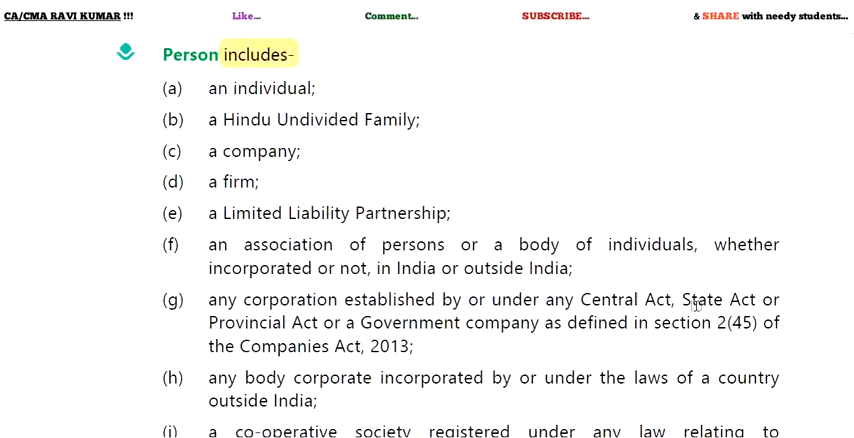 CA/CMA RAVI KUMAR !!! Like... Comment... SUBSCRIBE... & SHARE with needy students...
Person includes-
(a) an individual;
(b) a Hindu Undivided Family;
(c) a company;
(d) a firm;
(e) a Limited Liability Partnership;
(f) an association of persons or a body of individuals, whether
incorporated or not, in India or outside India;
(g) any corporation established by or under any Central Act, State Act or
Provincial Act or a Government company as defined in section 2(45) of
the Companies Act, 2013;
(h) any body corporate incorporated by or under the laws of a country
outside India;
(i) a co-operative society registered under any law relating to